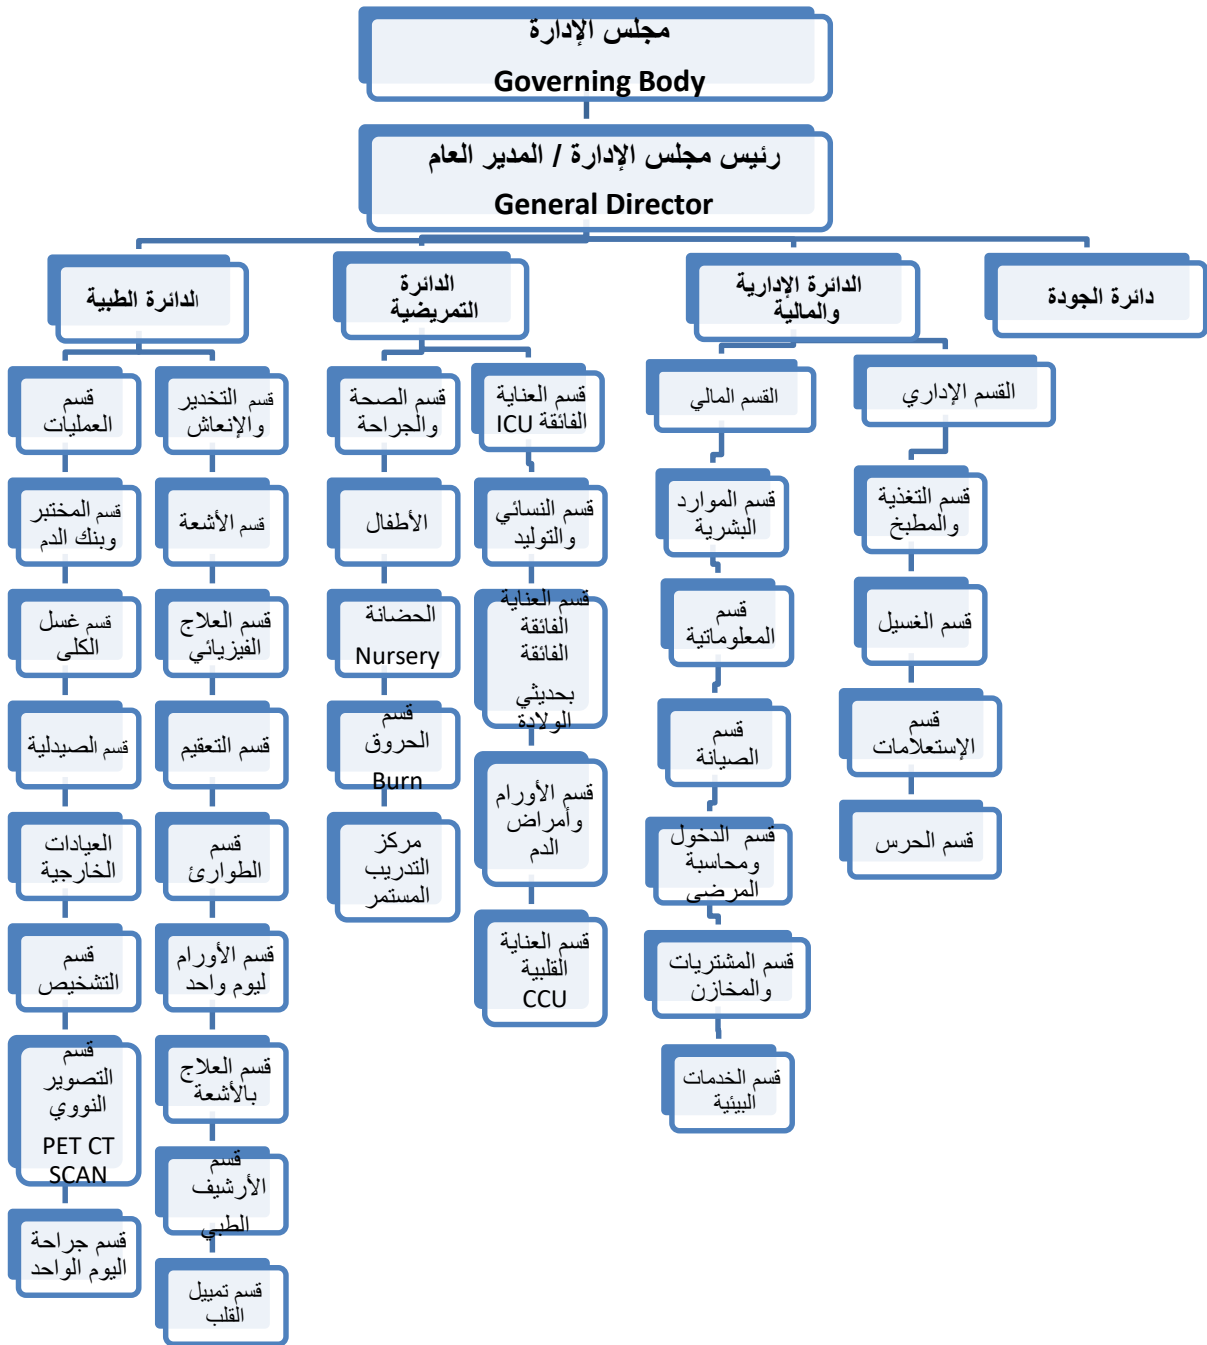 مجلس الإدارة
Governing Body
رئيس مجلس الإدارة / المدير العام
General Director
دائرة الجودة
الدائرة الإدارية
والمالية
الدائرة
التمريضية
الدائرة الطبية
القسم الإداري
قسم التغذية
والمطبخ
قسم الغسيل
قسم
الإستعلامات
قسم الحرس
القسم المالي
قسم الموارد
البشرية
قسم
المعلوماتية
قسم
الصيانة
قسم الدخول
ومحاسبة
المرضى
قسم المشتريات
والمخازن
قسم الخدمات
البيئية
قسم العناية
الفائقة ICU
قسم النسائي
والتوليد
قسم العناية
الفائقة
الفائقة
بحديثي
الولادة
قسم الأورام
وأمراض
الدم
قسم العناية
القلبية
CCU
قسم الصحة
والجراحة
الأطفال
الحضانة
Nursery
قسم
الحروق
Burn
مركز
التدريب
المستمر
قسم التخدير
والإنعاش
قسم الأشعة
قسم العلاج
الفيزيائي
قسم التعقيم
قسم
الطوارئ
قسم الأورام
ليوم واحد
قسم العلاج
بالأشعة
قسم
الأرشيف
الطبي
قسم تمييل
القلب
قسم
العمليات
قسم المختبر
وبنك الدم
قسم غسل
الكلى
قسم الصيدلية
العيادات
الخارجية
قسم
التشخيص
قسم
التصوير
النووي
PET CT
SCAN
قسم جراحة
اليوم الواحد